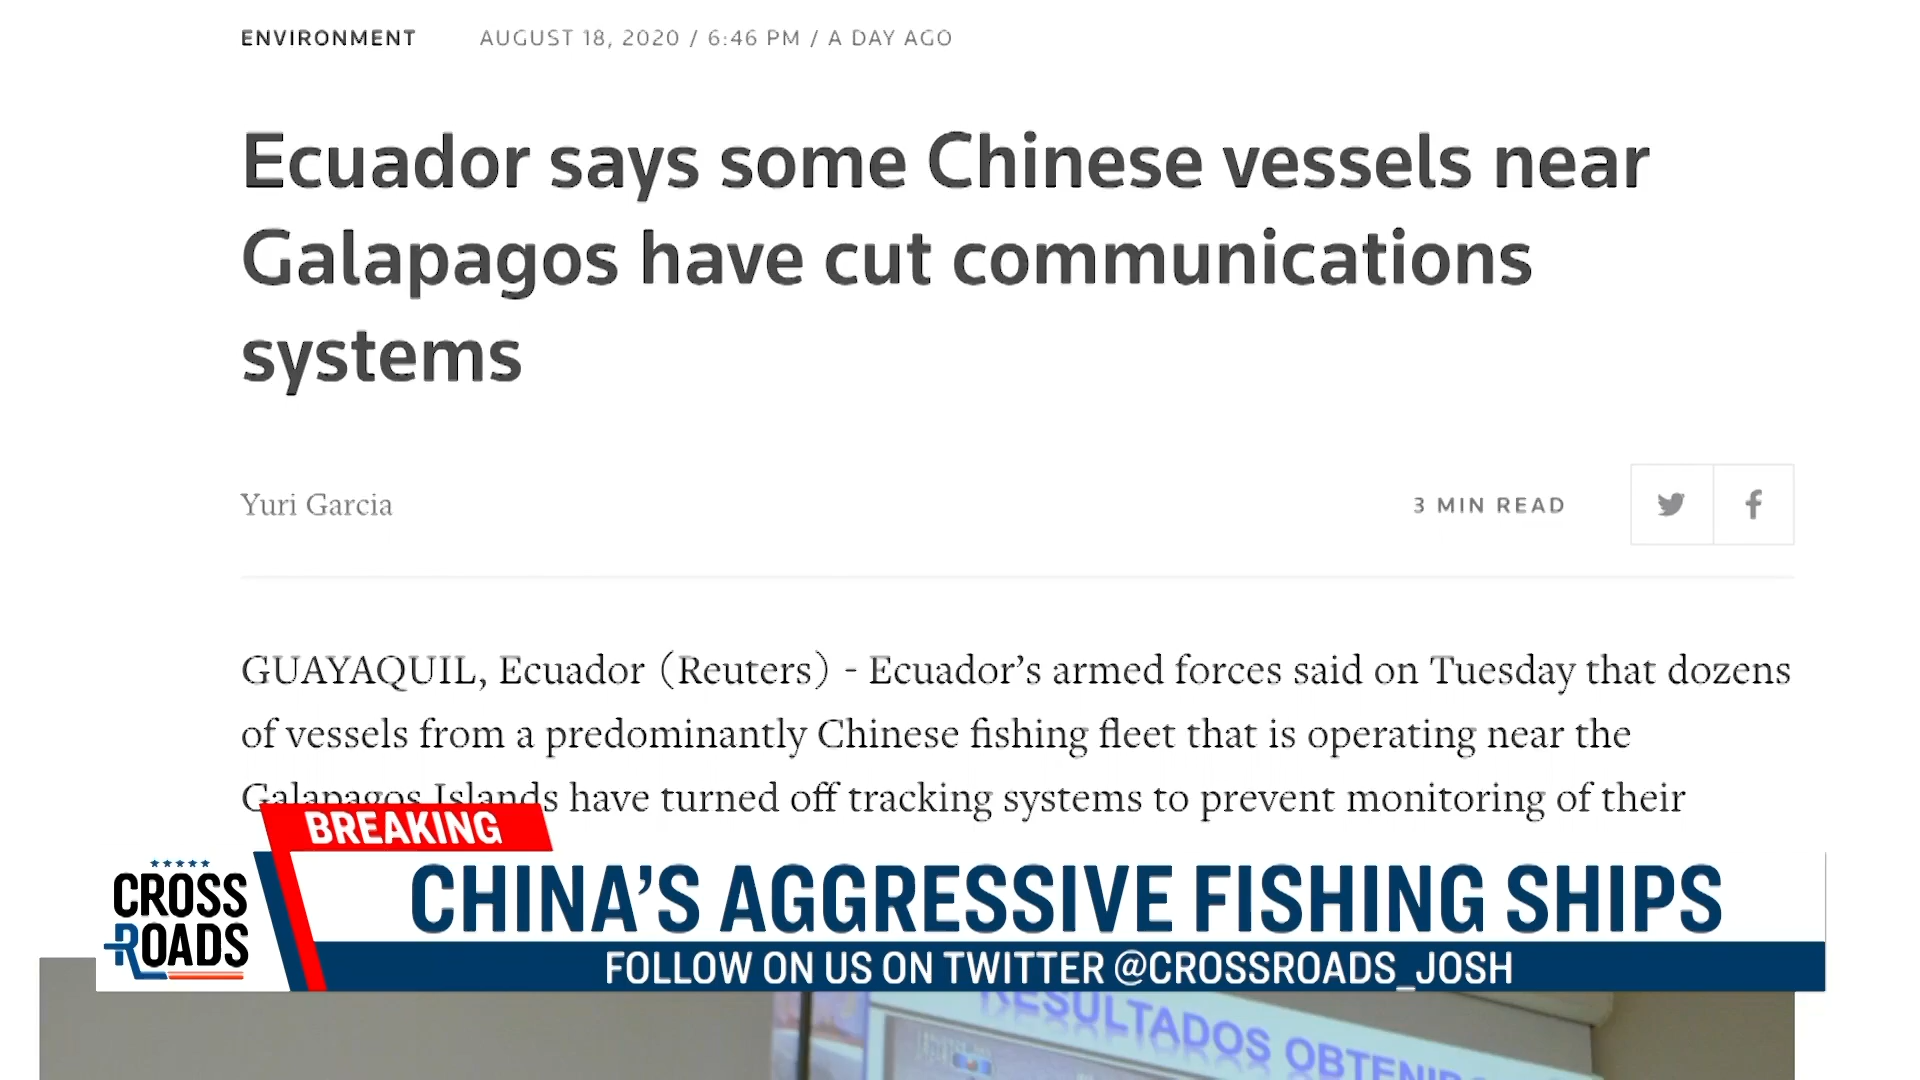 ENVIRONMENT AUGUST 18, 2020 / 6:46 PM / A DAY AGO
Ecuador says some Chinese vessels near
Galapagos have cut communications
systems
Yuri Garcia
3 MIN READ
GUAYAQUIL, Ecuador (Reuters) - Ecuador's armed forces said on Tuesday that dozens
of vessels from a predominantly Chinese fishing fleet that is operating near the
Galapagos Islands have turned off tracking systems to prevent monitoring of their
BREAKING
CROSS
ROADS
CHINA'S AGGRESSIVE FISHING SHIPS
FOLLOW ON US ON TWITTER @CROSSROADS_JOSH
RESULTADOS